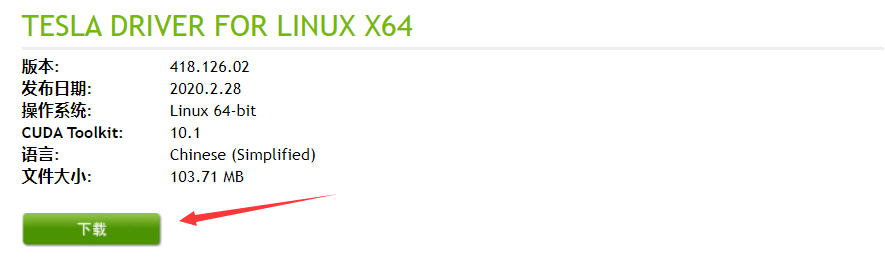 TESLA DRIVER FOR LINUX X64
版本: 418.126.02
发布日期: 2020.2.28
操作系统: Linux 64-bit
CUDA Toolkit: 10.1
语言: Chinese (Simplified)
文件大小: 103.71 MB
下载